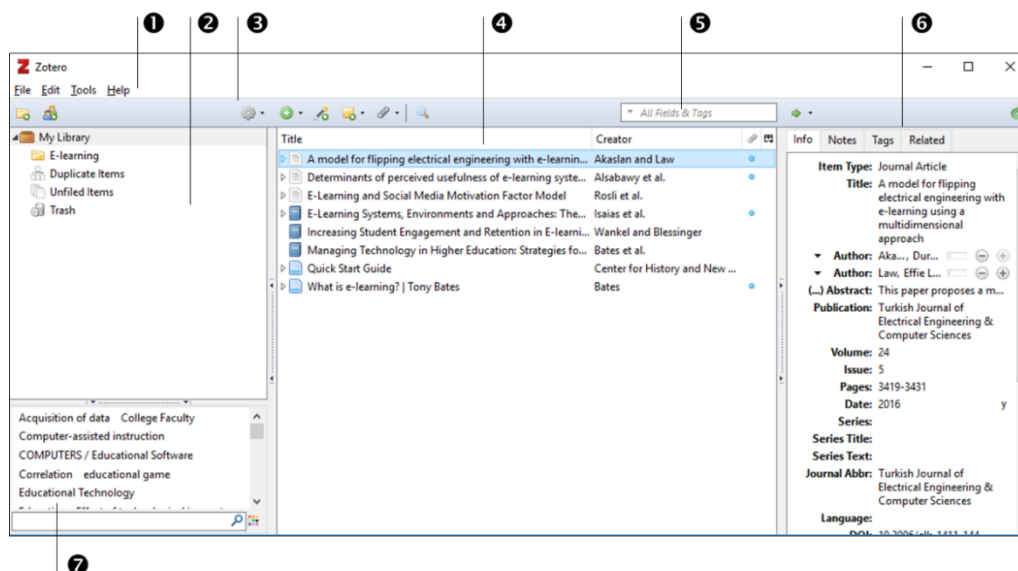 ❶ ❷ ❸ ❹ ❺ ❻
Zotero
File Edit Tools Help
All Fields & Tags
My Library
E-learning
Duplicate Items
Unfiled Items
Trash
Title Creator
A model for flipping electrical engineering with e-learnin... Akaslan and Law
Determinants of perceived usefulness of e-learning syste... Alsabawy et al.
E-Learning and Social Media Motivation Factor Model Rosli et al.
E-Learning Systems, Environments and Approaches: The... Isaias et al.
Increasing Student Engagement and Retention in E-learni... Wankel and Blessinger
Managing Technology in Higher Education: Strategies fo... Bates et al.
Quick Start Guide Center for History and New ...
What is e-learning? | Tony Bates Bates
Info Notes Tags Related
Item Type: Journal Article
Title: A model for flipping
electrical engineering with
e-learning using a
multidimensional
approach
Author: Aka..., Dur...
Author: Law, Effie L...
(...) Abstract: This paper proposes a m...
Publication: Turkish Journal of
Electrical Engineering &
Computer Sciences
Volume: 24
Issue: 5
Pages: 3419-3431
Date: 2016 y
Series:
Series Title:
Series Text:
Journal Abbr: Turkish Journal of
Electrical Engineering &
Computer Sciences
Language:
Acquisition of data College Faculty
Computer-assisted instruction
COMPUTERS / Educational Software
Correlation educational game
Educational Technology
❼